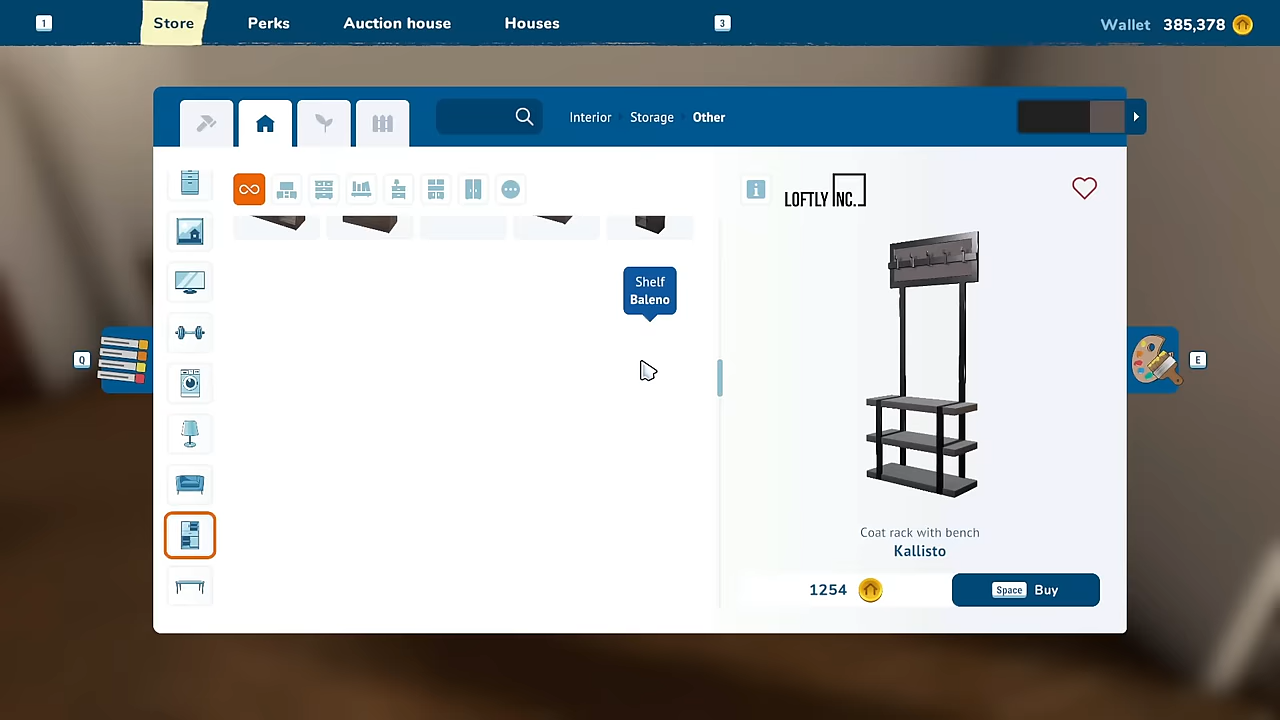 1
Store
Perks
Auction house
Houses
3
Wallet 385,378
Interior
Storage
Other
LOFTLY INC.
Shelf
Baleno
Q
E
Coat rack with bench
Kallisto
1254
Space Buy